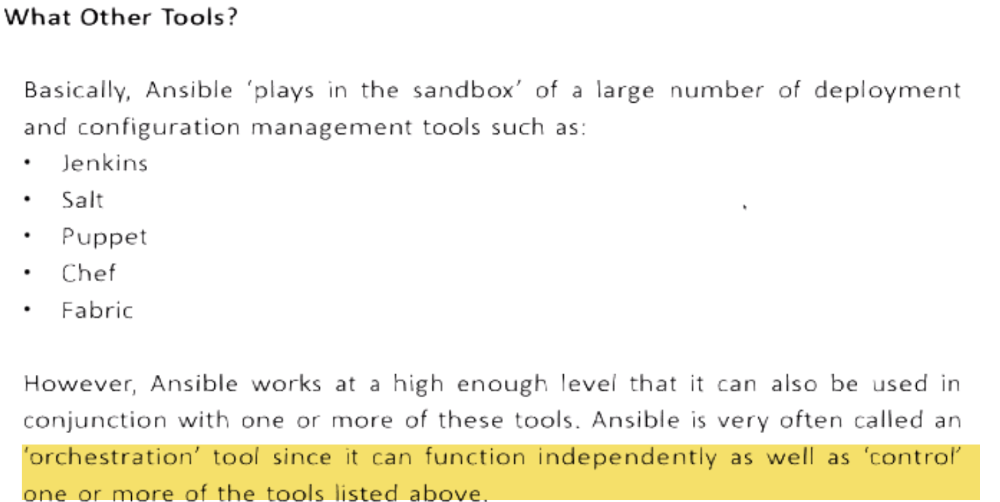 What Other Tools?
Basically, Ansible ‘plays in the sandbox’ of a large number of deployment
and configuration management tools such as:
• Jenkins
• Salt
• Puppet
• Chef
• Fabric
However, Ansible works at a high enough level that it can also be used in
conjunction with one or more of these tools. Ansible is very often called an
‘orchestration’ tool since it can function independently as well as ‘control’
one or more of the tools listed above.